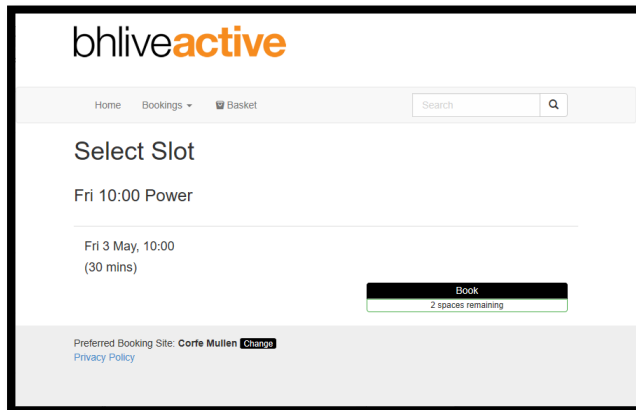 bhliveactive
Home Bookings Basket Search
Select Slot
Fri 10:00 Power
Fri 3 May, 10:00
(30 mins)
Book
2 spaces remaining
Preferred Booking Site: Corfe Mullen Change
Privacy Policy